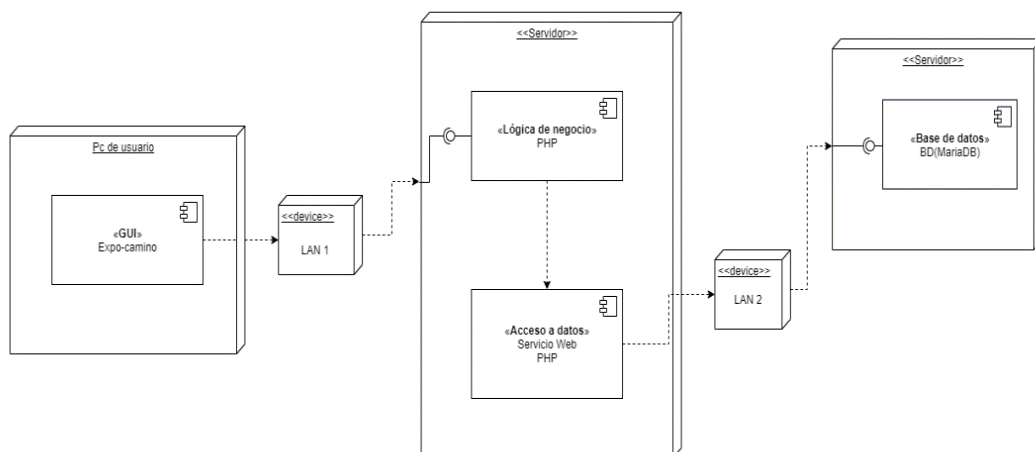 Pc de usuario
«GUI»
Expo-camino
<<device>>
LAN 1
<<Servidor>>
«Lógica de negocio»
PHP
«Acceso a datos»
Servicio Web
PHP
<<device>>
LAN 2
<<Servidor>>
«Base de datos»
BD(MariaDB)